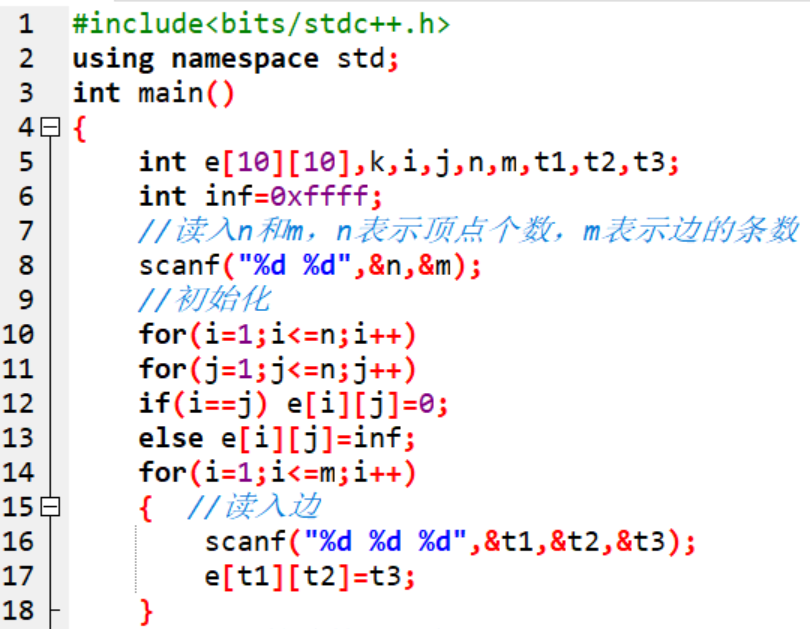 1 #include<bits/stdc++.h>
2 using namespace std;
3 int main()
4 {
5 int e[10][10],k,i,j,n,m,t1,t2,t3;
6 int inf=0xffff;
7 //读入n和m，n表示顶点个数，m表示边的条数
8 scanf("%d %d",&n,&m);
9 //初始化
10 for(i=1;i<=n;i++)
11 for(j=1;j<=n;j++)
12 if(i==j) e[i][j]=0;
13 else e[i][j]=inf;
14 for(i=1;i<=m;i++)
15 { //读入边
16 scanf("%d %d %d",&t1,&t2,&t3);
17 e[t1][t2]=t3;
18 }